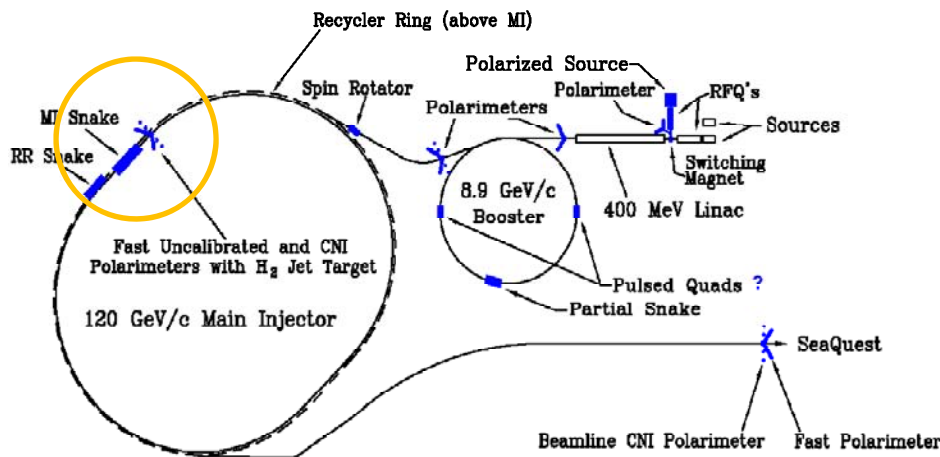 Recycler Ring (above MI)
Polarized Source
Spin Rotator
Polarimeter
RFQ's
Polarimeters
Sources
MI Snake
RR Snake
Switching
Magnet
8.9 GeV/c
Booster
400 MeV Linac
Fast Uncalibrated and CNI
Polarimeters with H2 Jet Target
Pulsed Quads ?
Partial Snake
120 GeV/c Main Injector
SeaQuest
Beamline CNI Polarimeter
Fast Polarimeter